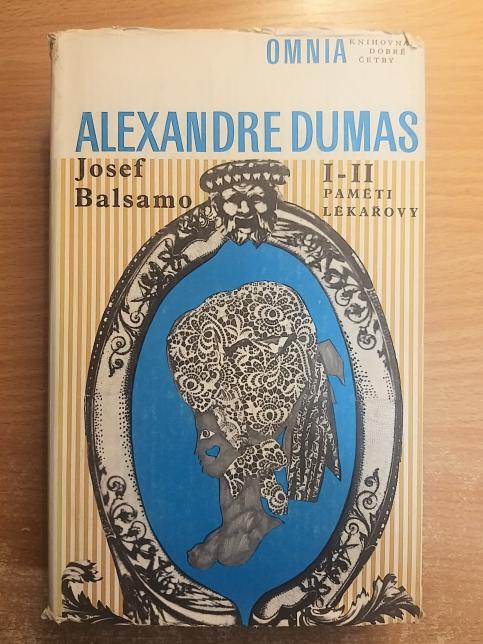 OMNIA
KNIHOVNA
DOBRÉ
ČETBY
ALEXANDRE DUMAS
Josef
Balsamo
I-II
PAMĚTI
LÉKAŘOVY